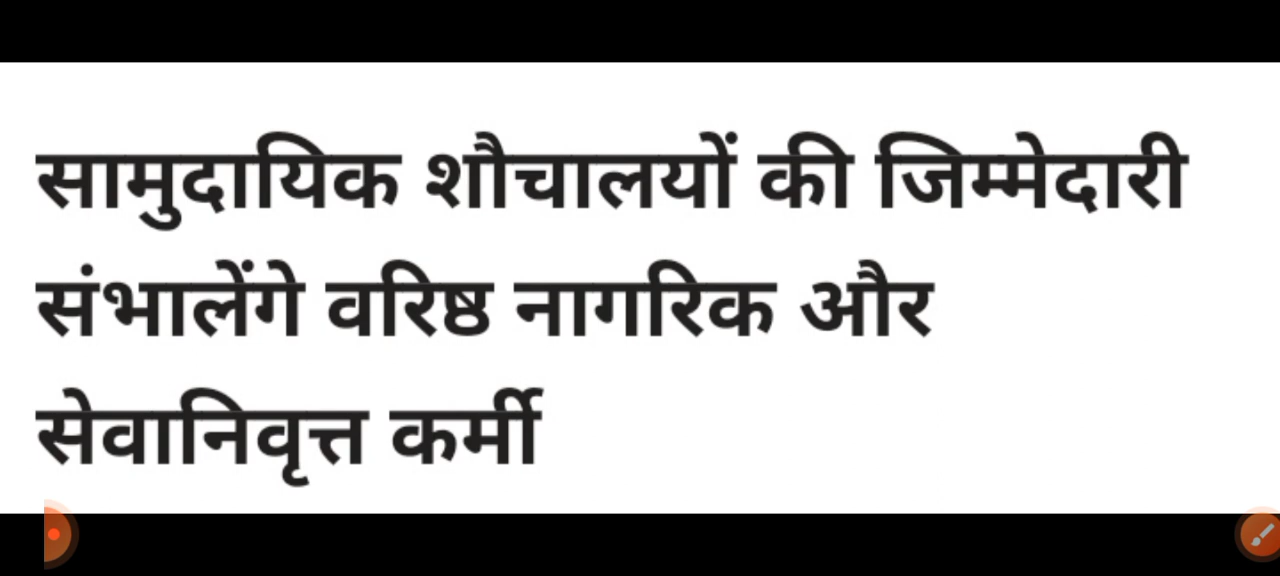 सामुदायिक शौचालयों की जिम्मेदारी
संभालेंगे वरिष्ठ नागरिक और
सेवानिवृत्त कर्मी